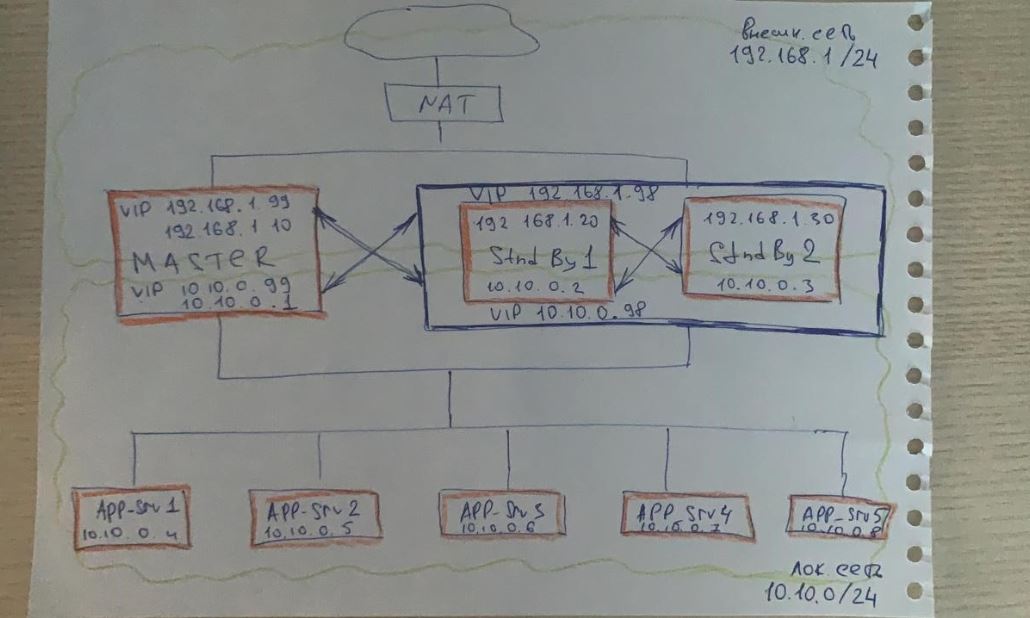 Внешн. сеть
192.168.1/24
NAT
VIP 192.168.1.99
192.168.1 10
MASTER
VIP 10.10.0.99
10.10.0.1
VIP 192.168.1.98
192 168.1.20
Stnd By 1
10.10.0.2
192.168.1.30
Stnd By 2
10.10.0.3
VIP 10.10.0.98
APP-Srv 1
10.10.0.4
APP-Srv 2
10.10.0.5
APP-Srv 3
10.10.0.6
APP Srv 4
10.10.0.7
APP_Srv 5
10.10.0.8
Лок. сеть
10.10.0/24